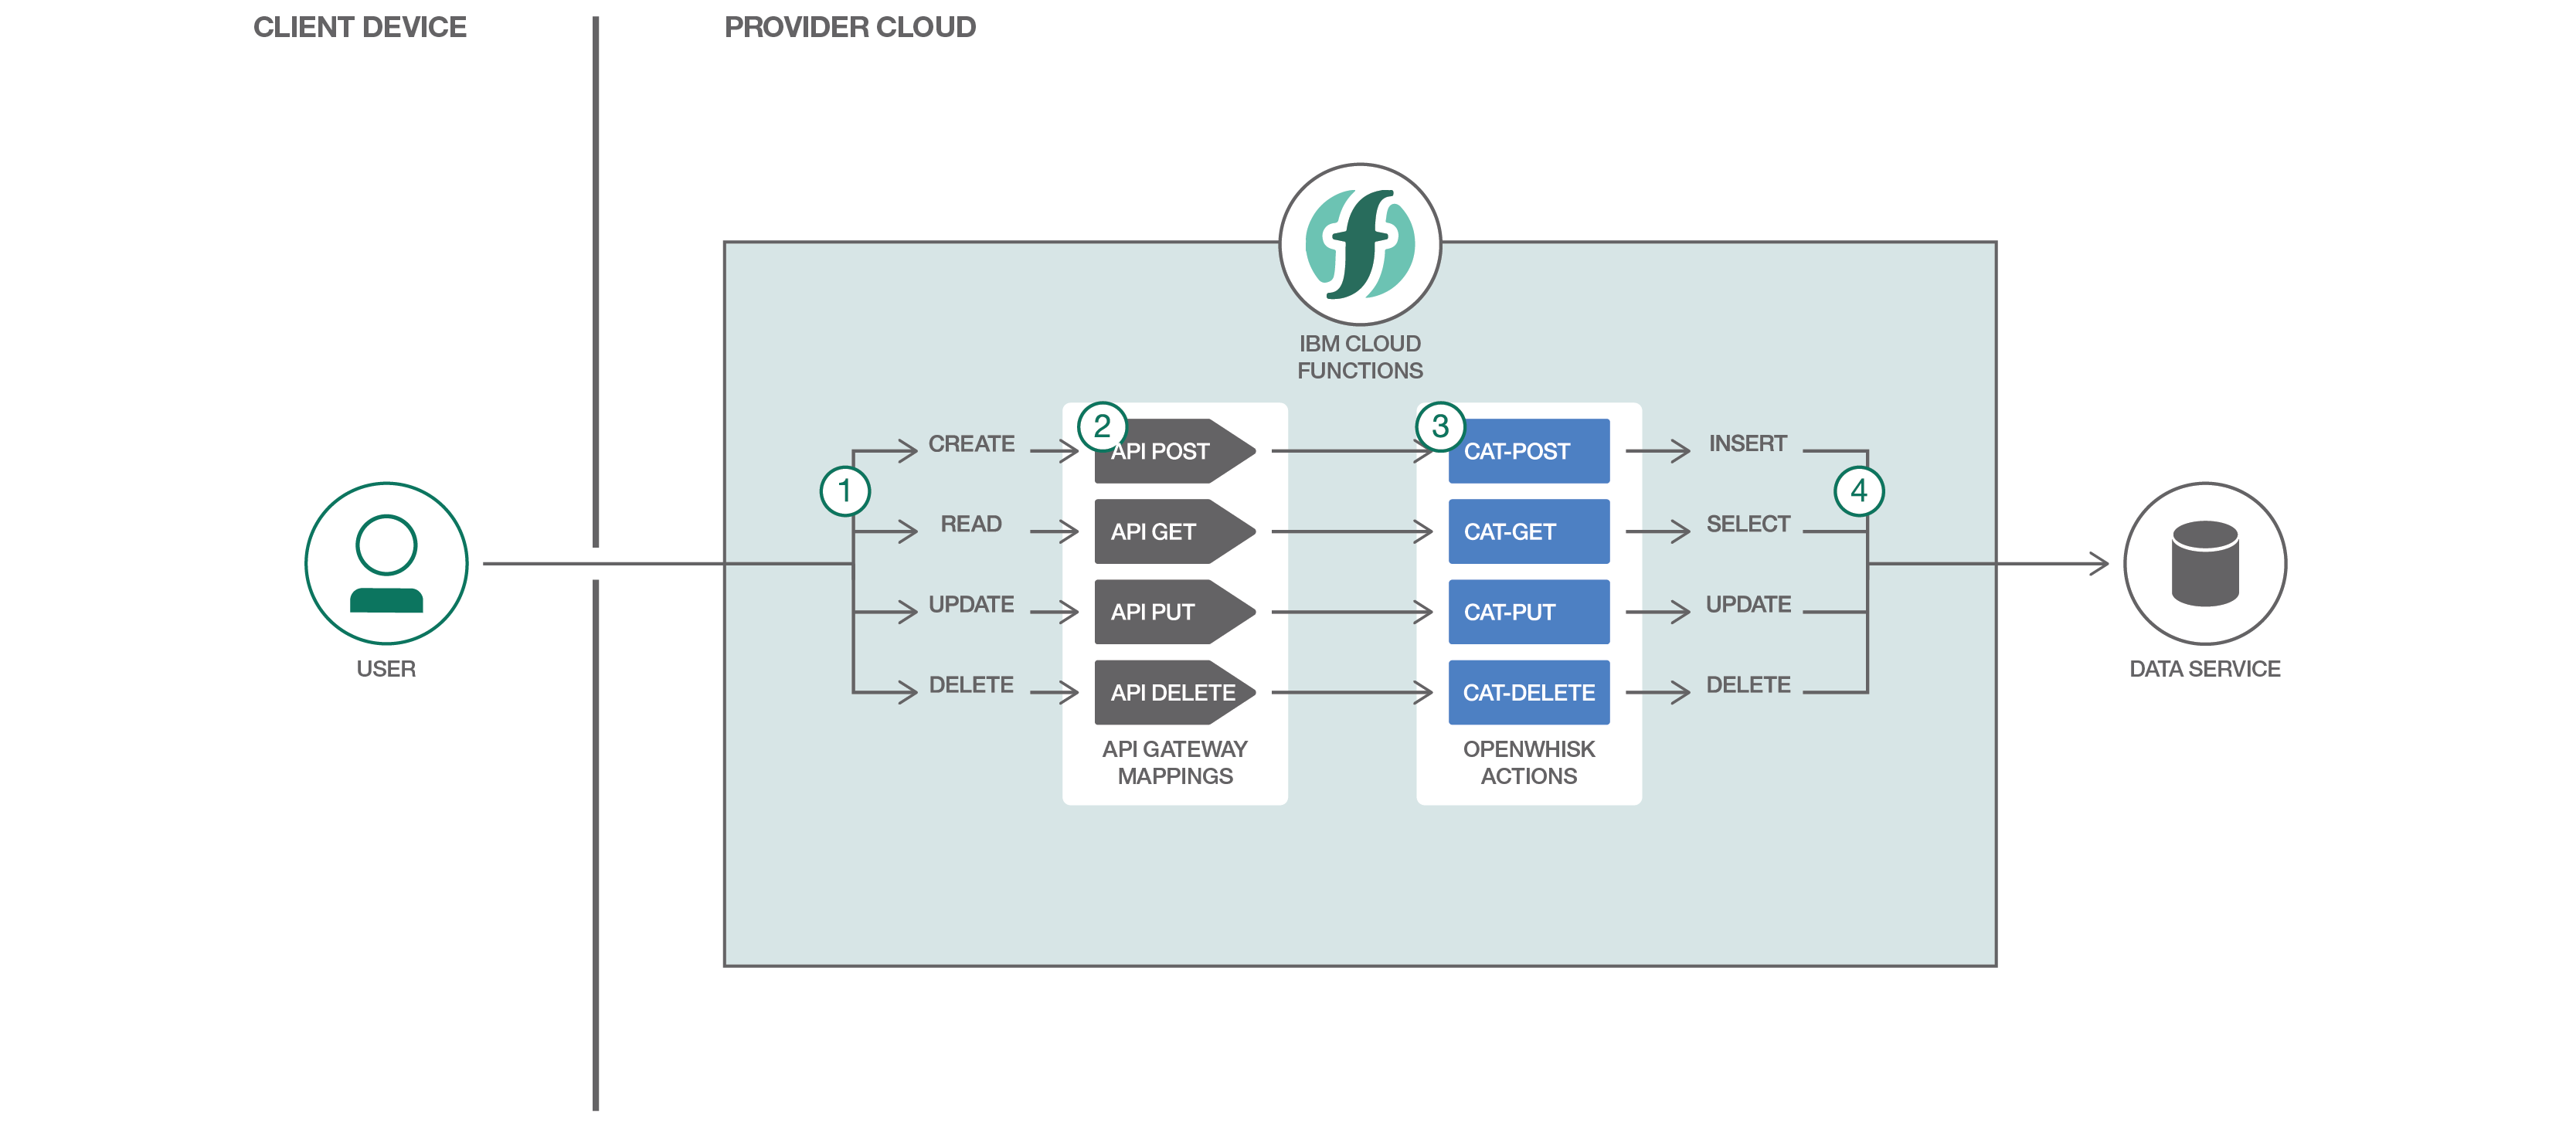 CLIENT DEVICE
PROVIDER CLOUD
IBM CLOUD
FUNCTIONS
1
2
3
4
CREATE
API POST
CAT-POST
INSERT
READ
API GET
CAT-GET
SELECT
UPDATE
API PUT
CAT-PUT
UPDATE
DELETE
API DELETE
CAT-DELETE
DELETE
USER
DATA SERVICE
API GATEWAY
MAPPINGS
OPENWHISK
ACTIONS